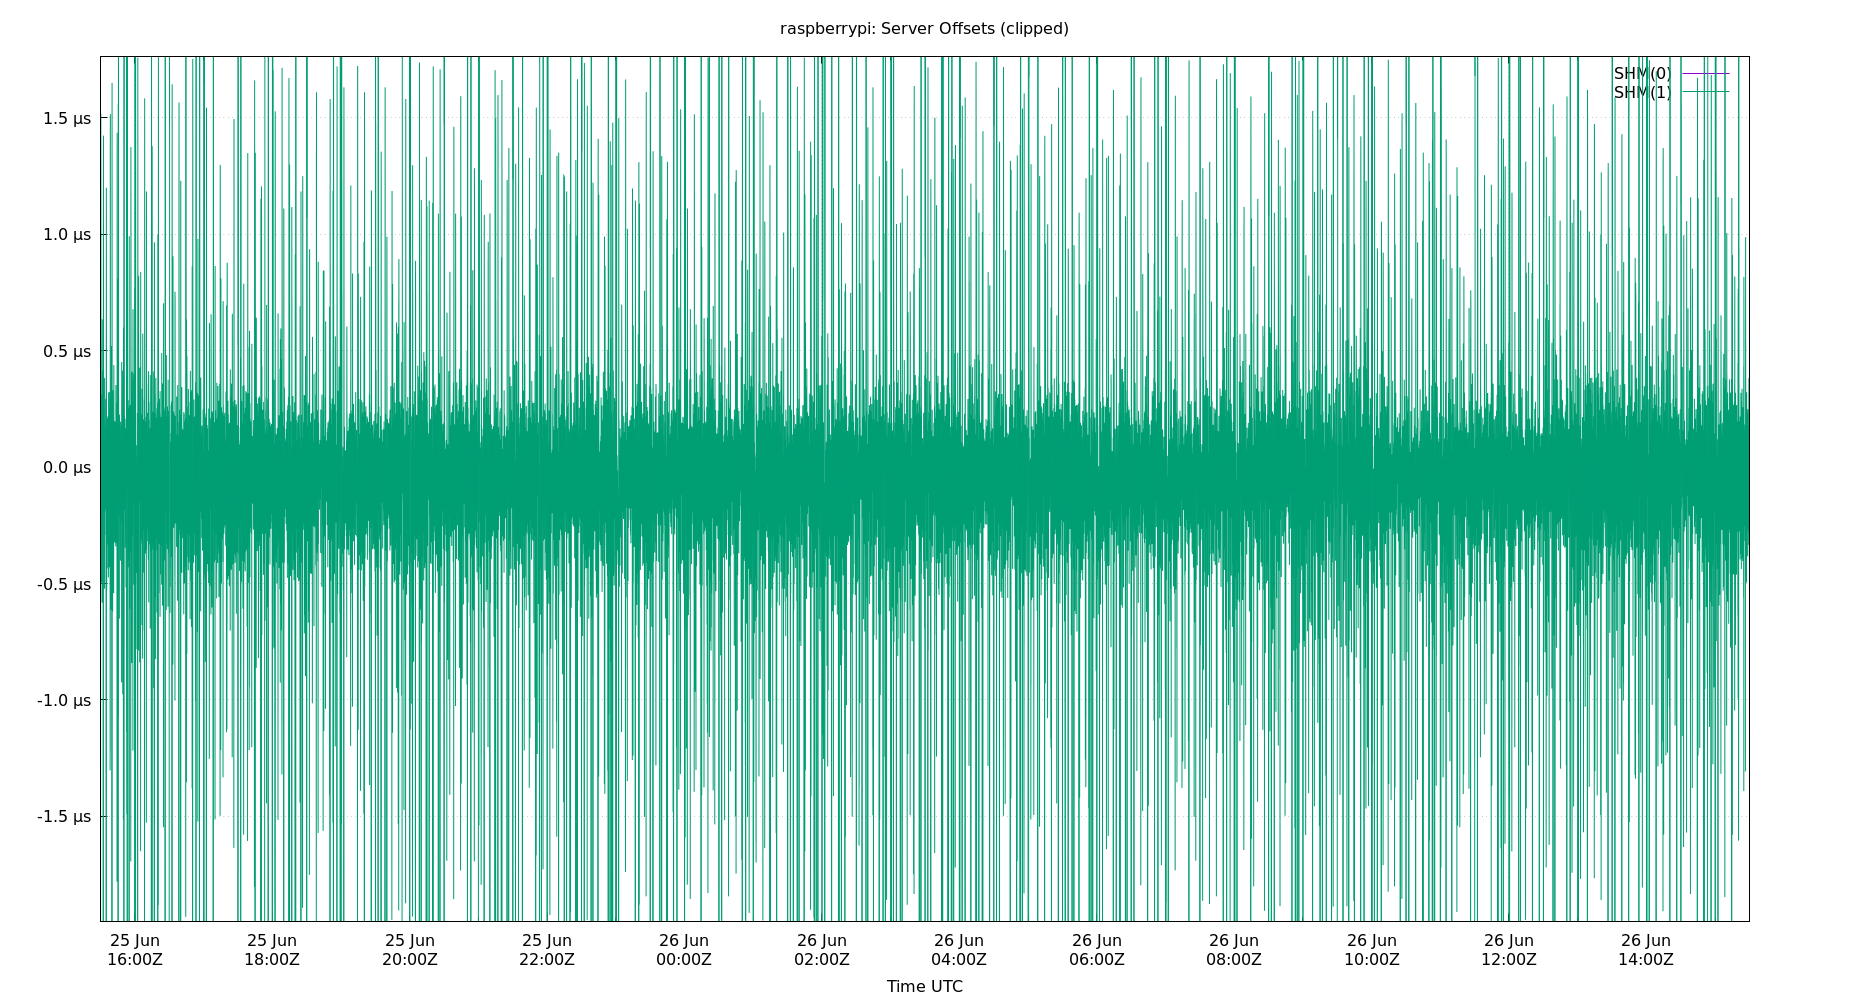 raspberrypi: Server Offsets (clipped)
SHM(0)
SHM(1)
1.5 µs
1.0 µs
0.5 µs
0.0 µs
-0.5 µs
-1.0 µs
-1.5 µs
25 Jun 25 Jun 25 Jun 25 Jun 26 Jun 26 Jun 26 Jun 26 Jun 26 Jun 26 Jun 26 Jun 26 Jun
16:00Z 18:00Z 20:00Z 22:00Z 00:00Z 02:00Z 04:00Z 06:00Z 08:00Z 10:00Z 12:00Z 14:00Z
Time UTC